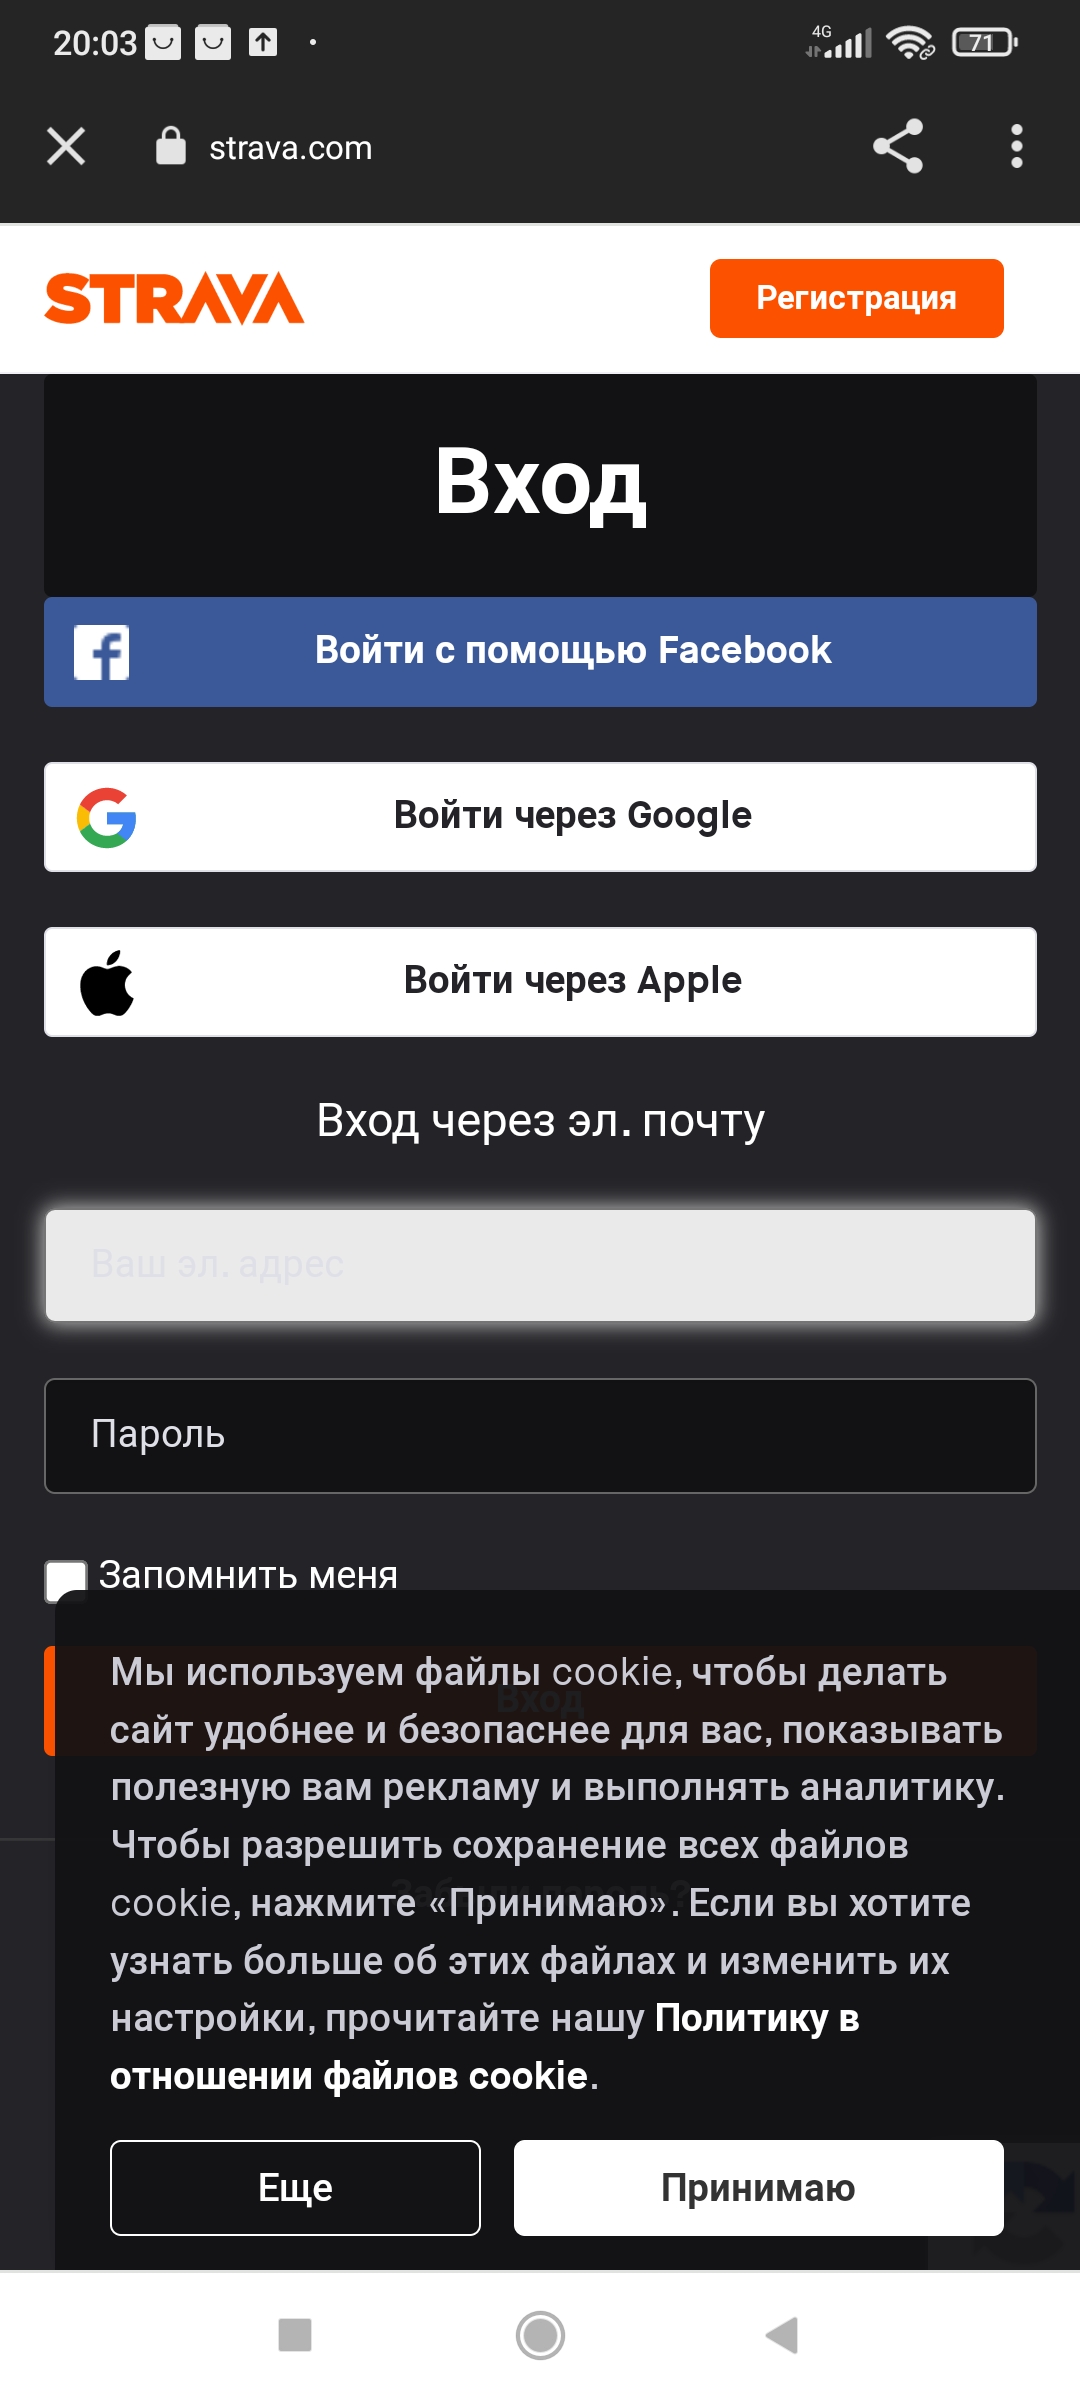 20:03
4G
71
strava.com
STRAVA
Регистрация
Вход
Войти с помощью Facebook
Войти через Google
Войти через Apple
Вход через эл. почту
Ваш эл. адрес
Пароль
Запомнить меня
Вход
Мы используем файлы cookie, чтобы делать
сайт удобнее и безопаснее для вас, показывать
полезную вам рекламу и выполнять аналитику.
Чтобы разрешить сохранение всех файлов
Забыли пароль?
cookie, нажмите «Принимаю». Если вы хотите
узнать больше об этих файлах и изменить их
настройки, прочитайте нашу Политику в
отношении файлов cookie.
Еще
Принимаю